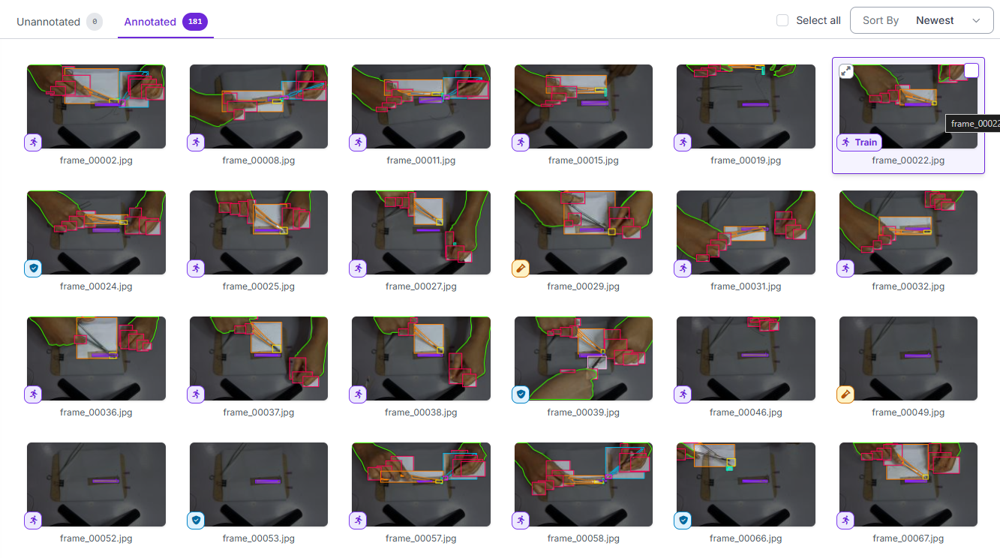 Unannotated 0 Annotated 181 Select all Sort By Newest
frame_00002.jpg frame_00008.jpg frame_00011.jpg frame_00015.jpg frame_00019.jpg frame_00022.jpg
frame_00022
Train
frame_00024.jpg frame_00025.jpg frame_00027.jpg frame_00029.jpg frame_00031.jpg frame_00032.jpg
frame_00036.jpg frame_00037.jpg frame_00038.jpg frame_00039.jpg frame_00046.jpg frame_00049.jpg
frame_00052.jpg frame_00053.jpg frame_00057.jpg frame_00058.jpg frame_00066.jpg frame_00067.jpg